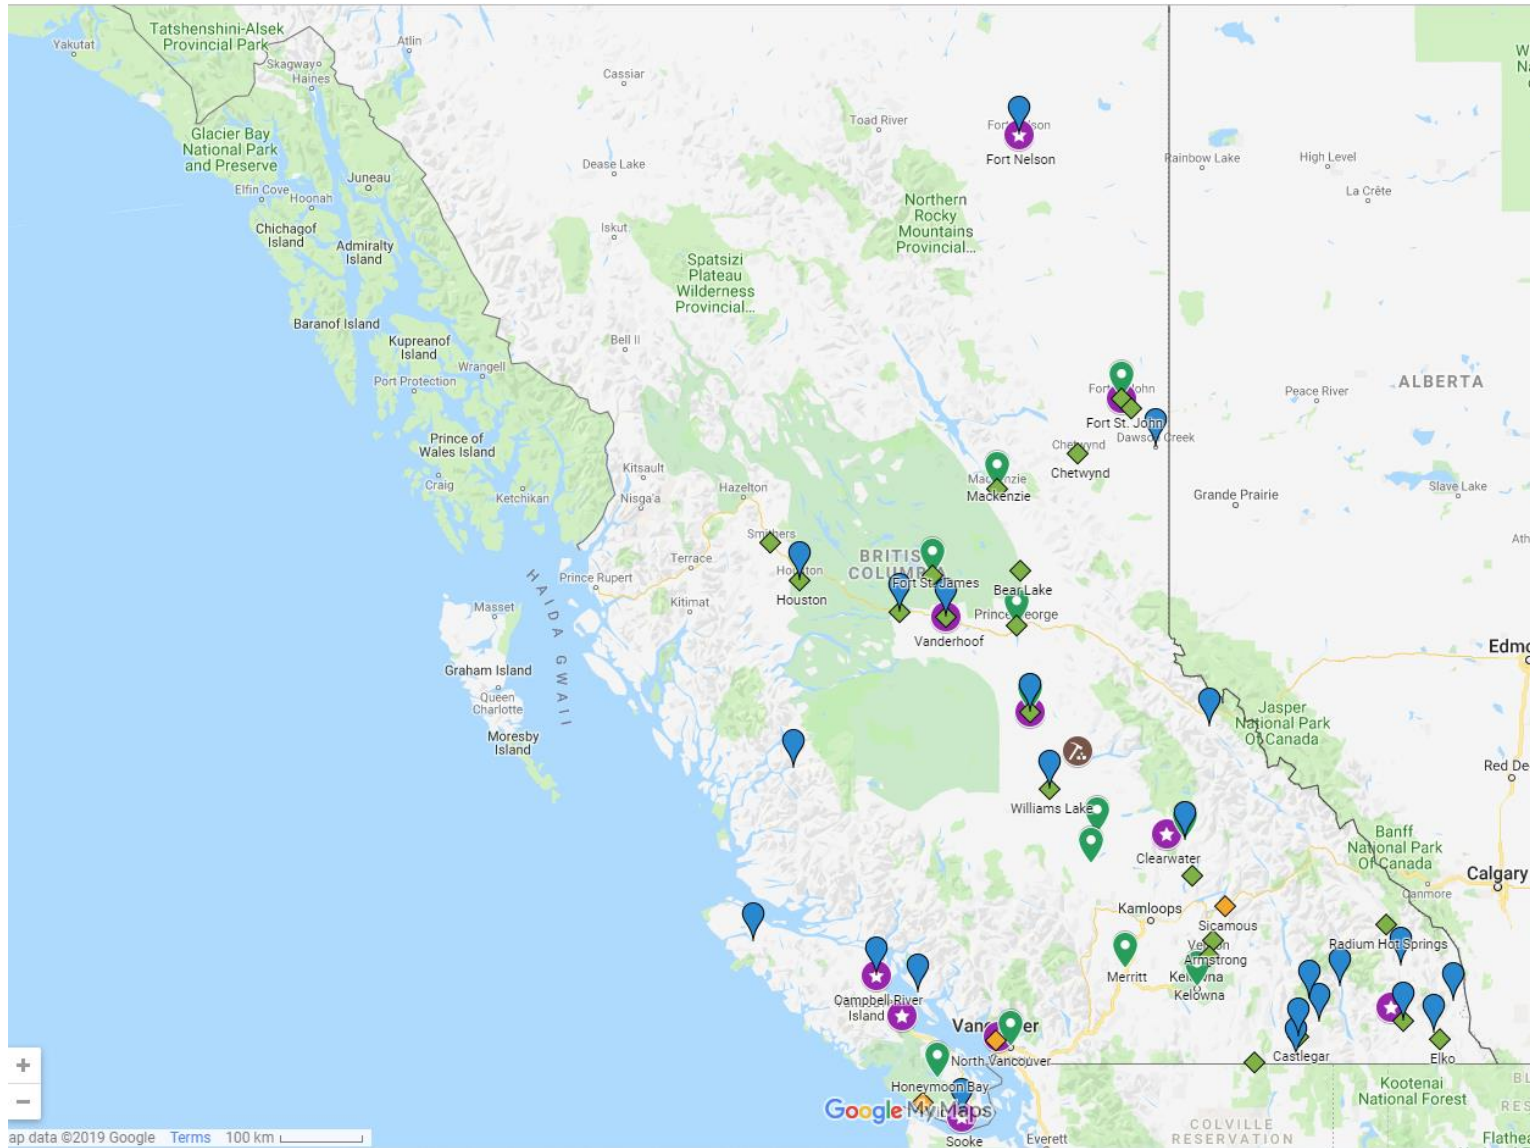 Yakutat
Tatshenshini-Alsek
Provincial Park
Atlin
Skagway
Haines
Cassiar
Toad River
Fort Nelson
Rainbow Lake
High Level
La Crête
Glacier Bay
National Park
and Preserve
Juneau
Dease Lake
Elfin Cove
Hoonah
Chichagof
Island
Admiralty
Island
Iskut
Northern
Rocky
Mountains
Provincial...
Spatsizi
Plateau
Wilderness
Provincial...
Baranof Island
Kupreanof
Island
Bell II
Wrangell
Port Protection
Peace River
ALBERTA
Fort St. John
Dawson Creek
Chetwynd
Chetwynd
Prince of
Wales Island
Craig
Ketchikan
Kitsault
Nisga'a
Hazelton
Mackenzie
Mackenzie
Grande Prairie
Slave Lake
Smithers
Terrace
Houston
Houston
BRITISH
COLUMBIA
Fort St. James
Bear Lake
Prince George
Prince Rupert
Kitimat
Vanderhoof
HAIDA GWAII
Masset
Graham Island
Queen
Charlotte
Moresby
Island
Jasper
National Park
Of Canada
Red De
Edmo
Williams Lake
Clearwater
Banff
National Park
Of Canada
Calgary
Canmore
Kamloops
Sicamous
Radium Hot Springs
Vernon
Armstrong
Merritt
Kelowna
Kelowna
Campbell River
Island
Vancouver
North Vancouver
Castlegar
Elko
Honeymoon Bay
Google My Maps
Sooke
Everett
Kootenai
National Forest
COLVILLE
RESERVATION
Flathea
ap data ©2019 Google
Terms
100 km